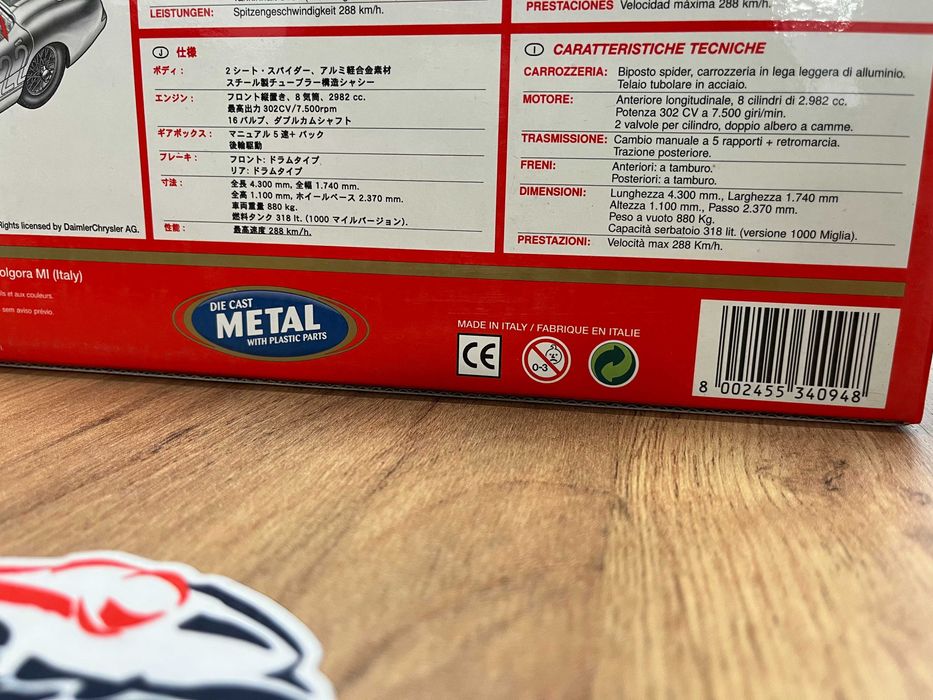 LEISTUNGEN: Spitzengeschwindigkeit 288 km/h.
PRESTACIONES Velocidad máxima 288 km/h.
J 仕様
ボディ: 2シート・スパイダー、アルミ軽合金素材
スチール製チューブラー構造シャシー
エンジン: フロント縦置き、8気筒、2982 cc.
最高出力 302CV/7.500rpm
16バルブ、ダブルカムシャフト
ギアボックス: マニュアル5速+バック
後輪駆動
ブレーキ: フロント: ドラムタイプ
リア: ドラムタイプ
寸法: 全長 4.300 mm, 全幅 1.740 mm.
全高 1.100 mm, ホイールベース 2.370 mm.
車両重量 880 kg.
燃料タンク 318 lt. (1000 マイルバージョン).
性能: 最高速度 288 km/h.
I CARATTERISTICHE TECNICHE
CARROZZERIA: Biposto spider, carrozzeria in lega leggera di alluminio.
Telaio tubolare in acciaio.
MOTORE: Anteriore longitudinale, 8 cilindri di 2.982 cc.
Potenza 302 CV a 7.500 giri/min.
2 valvole per cilindro, doppio albero a camme.
TRASMISSIONE: Cambio manuale a 5 rapporti + retromarcia.
Trazione posteriore.
FRENI: Anteriori: a tamburo.
Posteriori: a tamburo.
DIMENSIONI: Lunghezza 4.300 mm., Larghezza 1.740 mm
Altezza 1.100 mm., Passo 2.370 mm.
Peso a vuoto 880 Kg.
Capacità serbatoio 318 lit. (versione 1000 Miglia).
PRESTAZIONI: Velocità max 288 Km/h.
Rights licensed by DaimlerChrysler AG.
olgora MI (Italy)
ils et aux couleurs.
sem aviso prévio.
DIE CAST
METAL
WITH PLASTIC PARTS
MADE IN ITALY / FABRIQUE EN ITALIE
CE
0-3
8 002455 340948